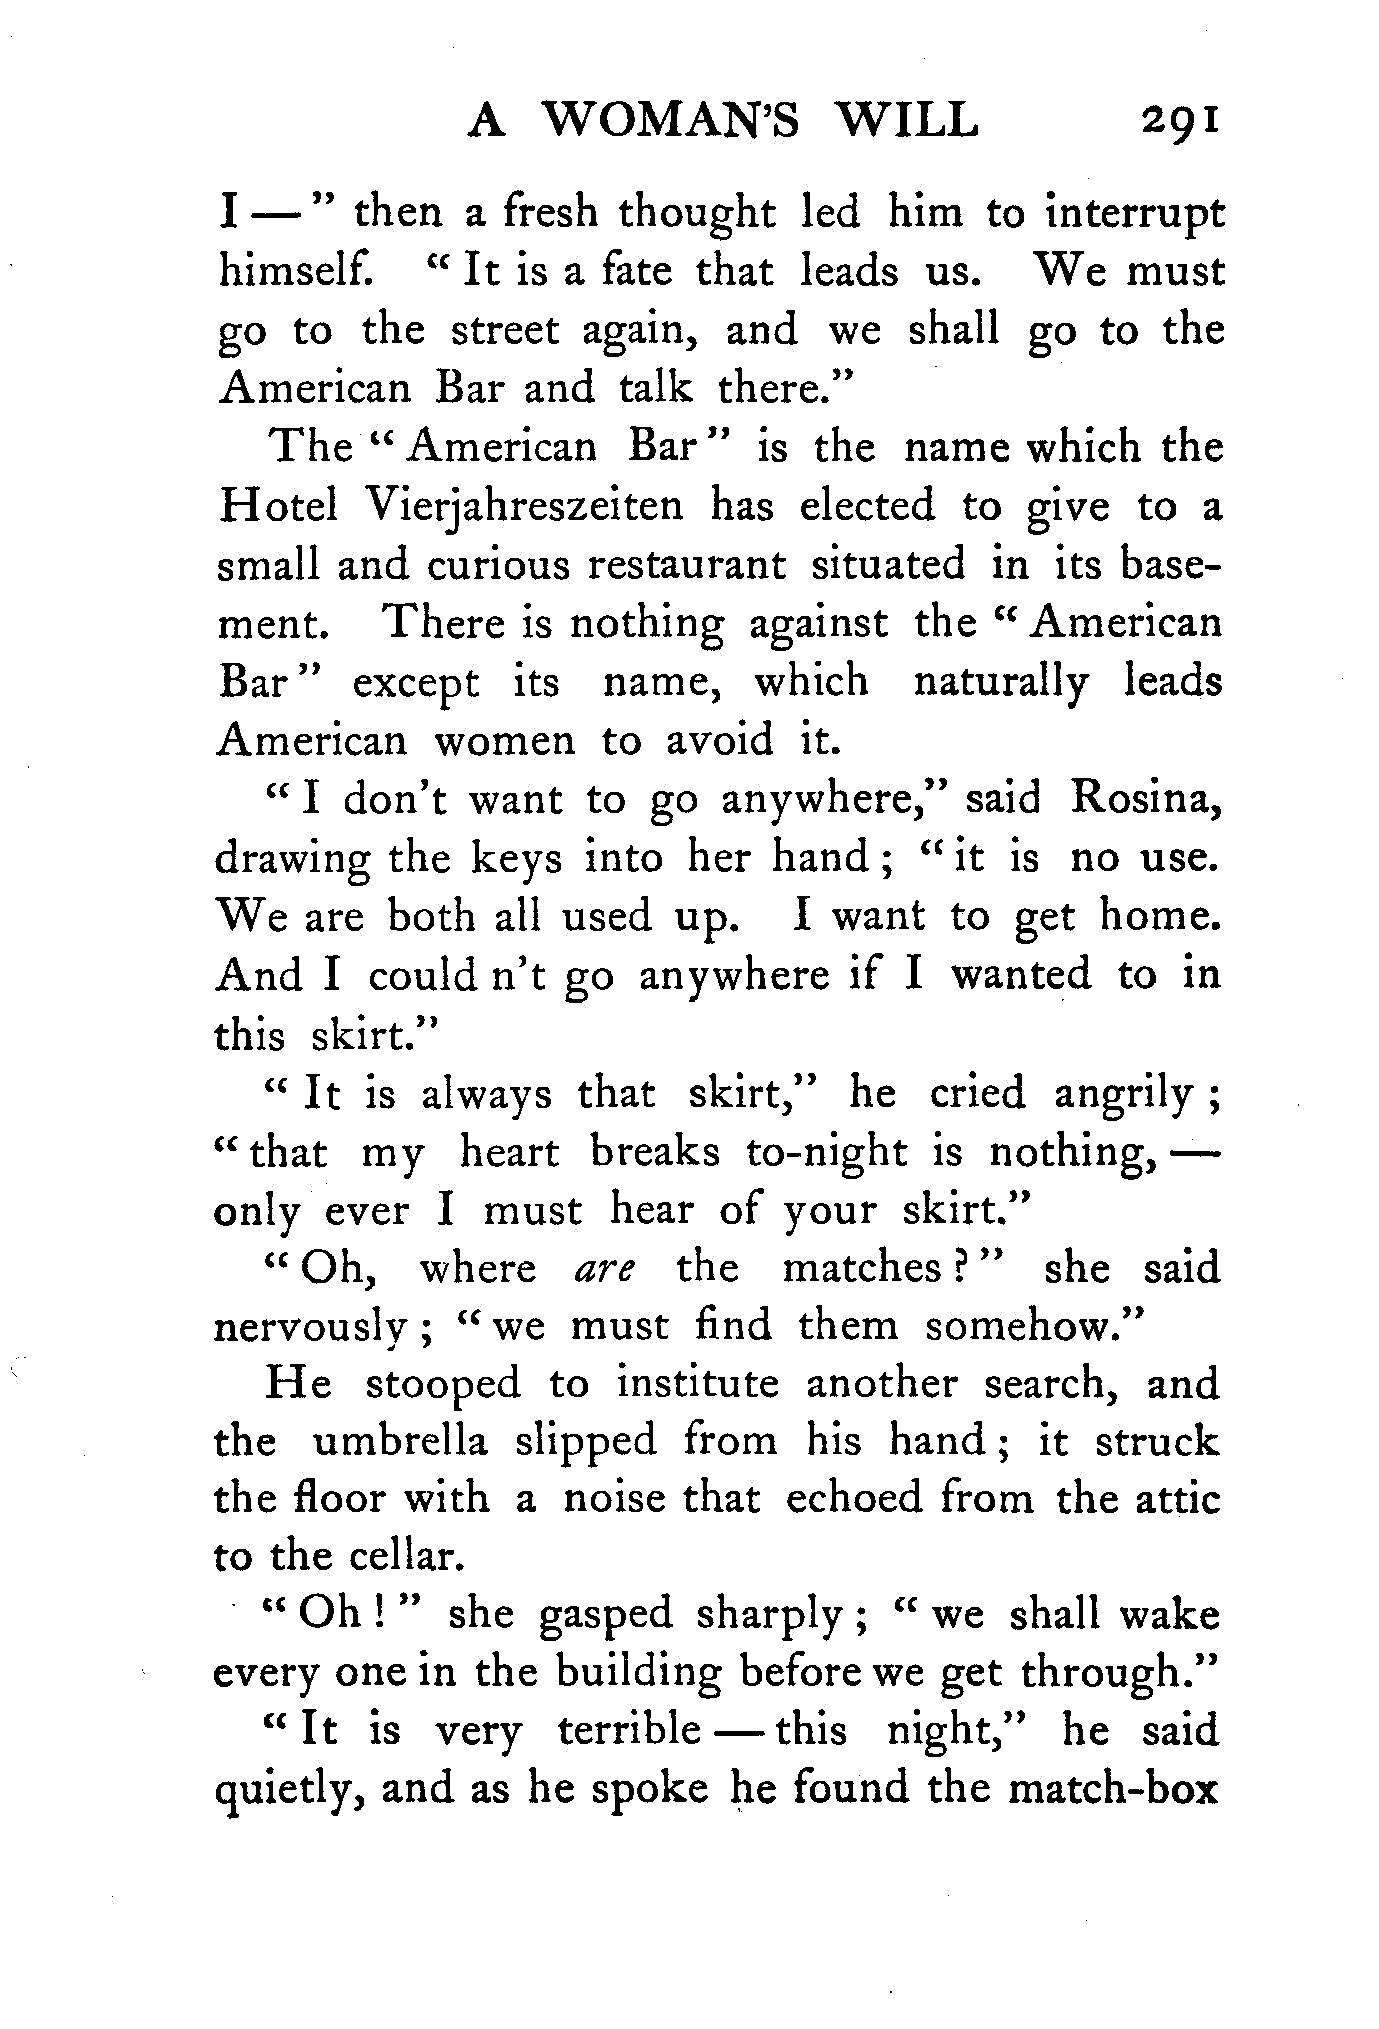 A WOMAN'S WILL 291
I — ” then a fresh thought led him to interrupt
himself. “ It is a fate that leads us. We must
go to the street again, and we shall go to the
American Bar and talk there.”
The “ American Bar ” is the name which the
Hotel Vierjahreszeiten has elected to give to a
small and curious restaurant situated in its base-
ment. There is nothing against the “ American
Bar ” except its name, which naturally leads
American women to avoid it.
“ I don’t want to go anywhere,” said Rosina,
drawing the keys into her hand ; “ it is no use.
We are both all used up. I want to get home.
And I could n’t go anywhere if I wanted to in
this skirt.”
“ It is always that skirt,” he cried angrily ;
“ that my heart breaks to-night is nothing, —
only ever I must hear of your skirt.”
“ Oh, where are the matches ? ” she said
nervously ; “ we must find them somehow.”
He stooped to institute another search, and
the umbrella slipped from his hand ; it struck
the floor with a noise that echoed from the attic
to the cellar.
“ Oh ! ” she gasped sharply ; “ we shall wake
every one in the building before we get through.”
“ It is very terrible — this night,” he said
quietly, and as he spoke he found the match-box